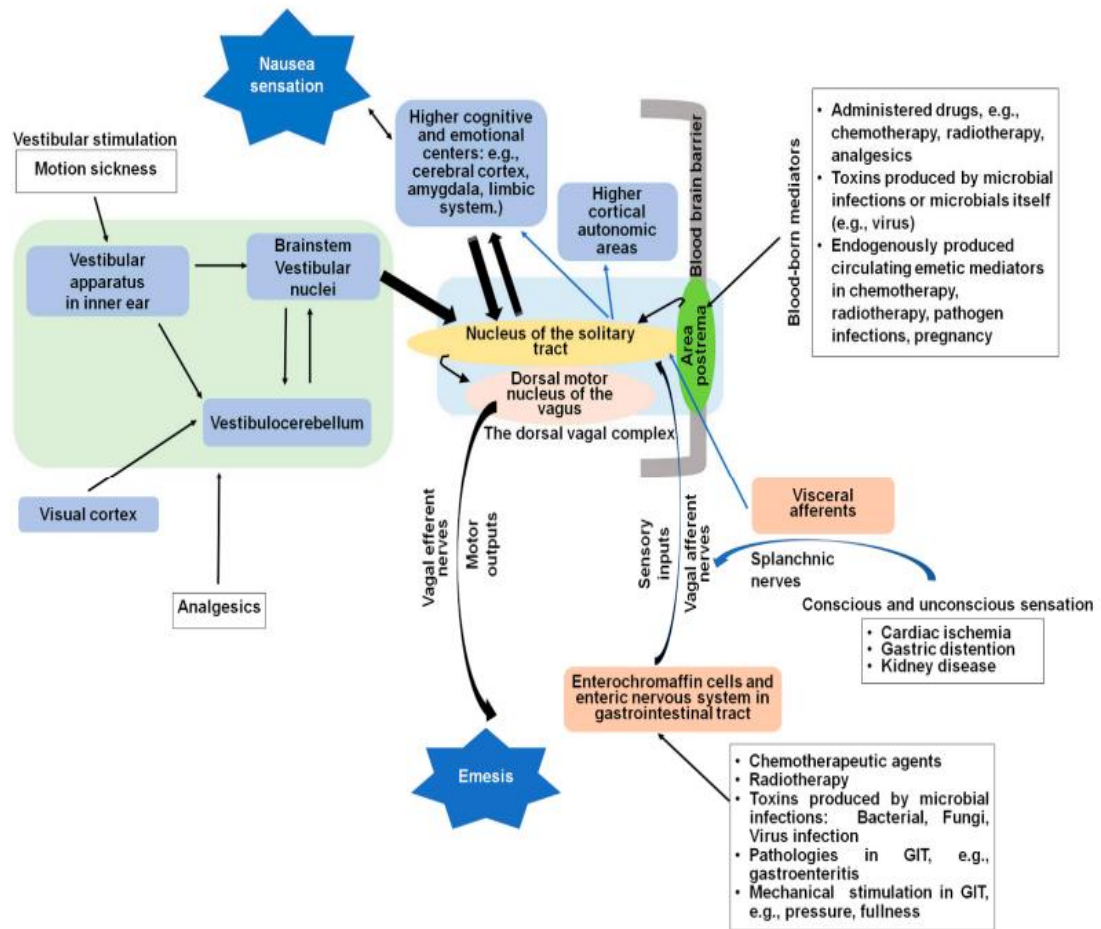 Nausea
sensation
Higher cognitive
and emotional
centers: e.g.,
cerebral cortex,
amygdala, limbic
system.)
Higher
cortical
autonomic
areas
Blood brain barrier
Blood-born mediators
• Administered drugs, e.g.,
chemotherapy, radiotherapy,
analgesics
• Toxins produced by microbial
infections or microbials itself
(e.g., virus)
• Endogenously produced
circulating emetic mediators
in chemotherapy,
radiotherapy, pathogen
infections, pregnancy
Vestibular stimulation
Motion sickness
Vestibular
apparatus
in inner ear
Brainstem
Vestibular
nuclei
Vestibulocerebellum
Visual cortex
Analgesics
Nucleus of the solitary
tract
Area
postrema
Dorsal motor
nucleus of the
vagus
The dorsal vagal complex
Vagal efferent
nerves
Motor
outputs
Sensory
inputs
Vagal afferent
nerves
Visceral
afferents
Splanchnic
nerves
Conscious and unconscious sensation
• Cardiac ischemia
• Gastric distention
• Kidney disease
Enterochromaffin cells and
enteric nervous system in
gastrointestinal tract
Emesis
• Chemotherapeutic agents
• Radiotherapy
• Toxins produced by microbial
infections: Bacterial, Fungi,
Virus infection
• Pathologies in GIT, e.g.,
gastroenteritis
• Mechanical stimulation in GIT,
e.g., pressure, fullness